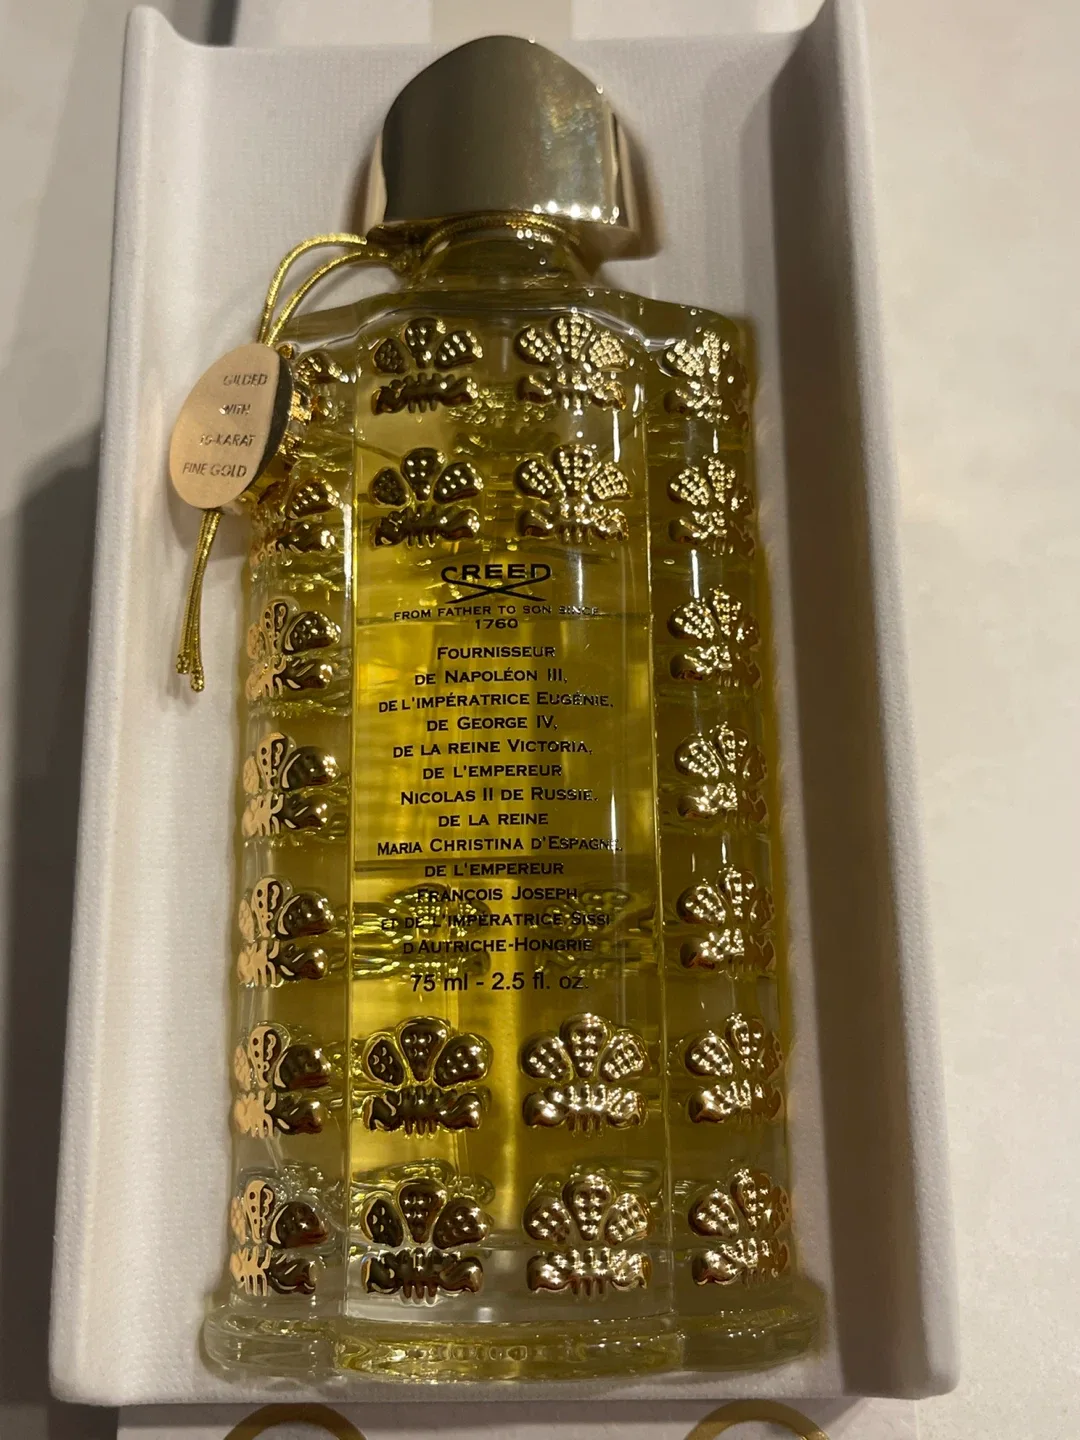 GILDED
WITH
FINE GOLD
CREED
FROM FATHER TO SON SINCE
1760
FOURNISSEUR
DE NAPOLÉON III,
DE L'IMPÉRATRICE EUGÉNIE,
DE GEORGE IV,
DE LA REINE VICTORIA,
DE L'EMPEREUR
NICOLAS II DE RUSSIE,
DE LA REINE
MARIA CHRISTINA D'ESPAGNE,
DE L'EMPEREUR
FRANÇOIS JOSEPH
ET DE L'IMPÉRATRICE SISSI
D'AUTRICHE-HONGRIE
75 ml - 2.5 fl. oz.